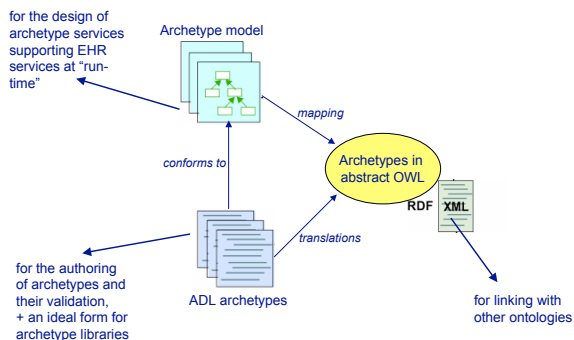 for the design of
archetype services
supporting EHR
services at “run-
time”
Archetype model
mapping
conforms to
Archetypes in
abstract OWL
RDF XML
translations
for the authoring
of archetypes and
their validation,
+ an ideal form for
archetype libraries
ADL archetypes
for linking with
other ontologies